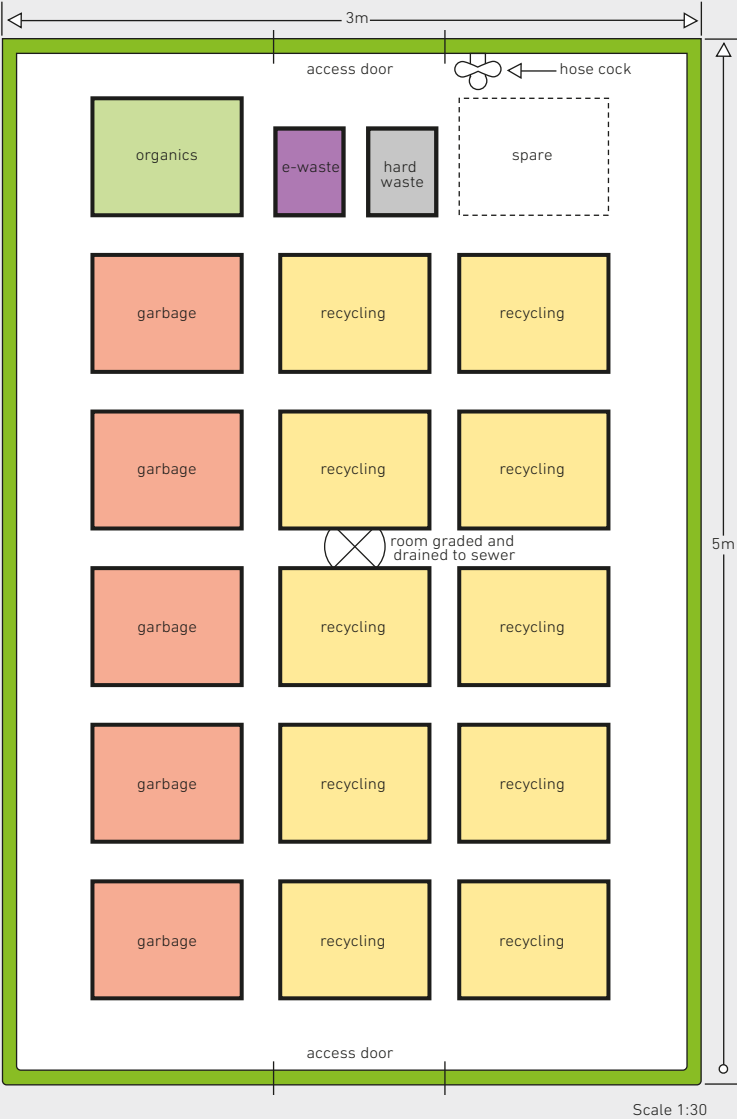 3m
access door
hose cock
organics
e-waste
hard
waste
spare
garbage
recycling
recycling
garbage
recycling
recycling
room graded and
drained to sewer
5m
garbage
recycling
recycling
garbage
recycling
recycling
garbage
recycling
recycling
access door
Scale 1:30